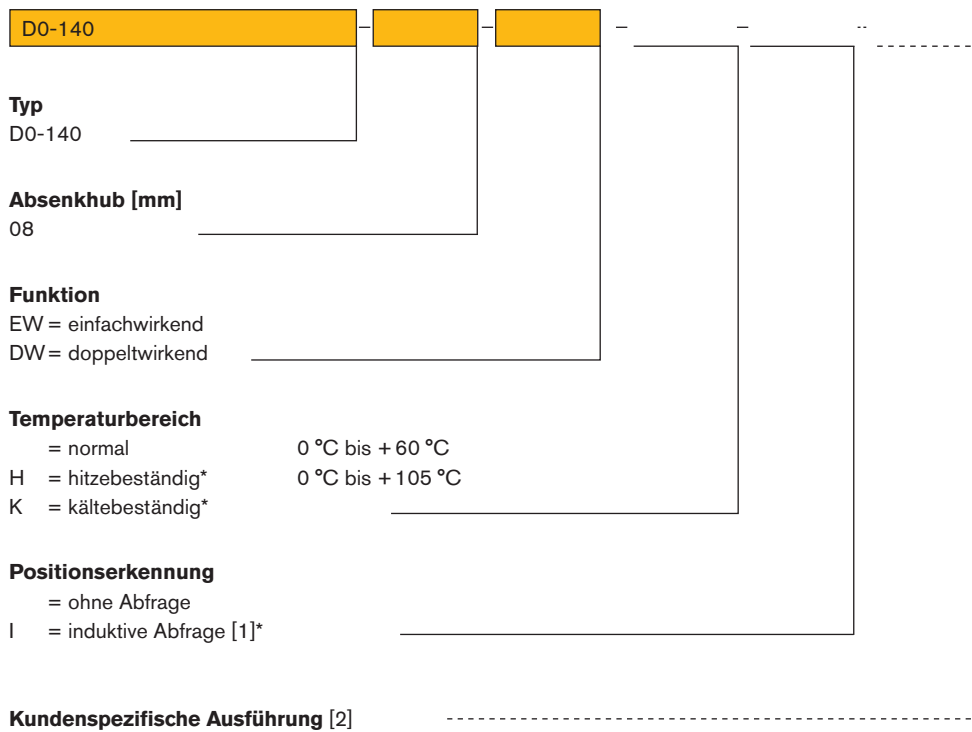 D0-140
Typ
D0-140
Absenkhub [mm]
08
Funktion
EW = einfachwirkend
DW = doppeltwirkend
Temperaturbereich
= normal 0 °C bis + 60 °C
H = hitzebeständig* 0 °C bis + 105 °C
K = kältebeständig*
Positionserkennung
= ohne Abfrage
I = induktive Abfrage [1]*
Kundenspezifische Ausführung [2]